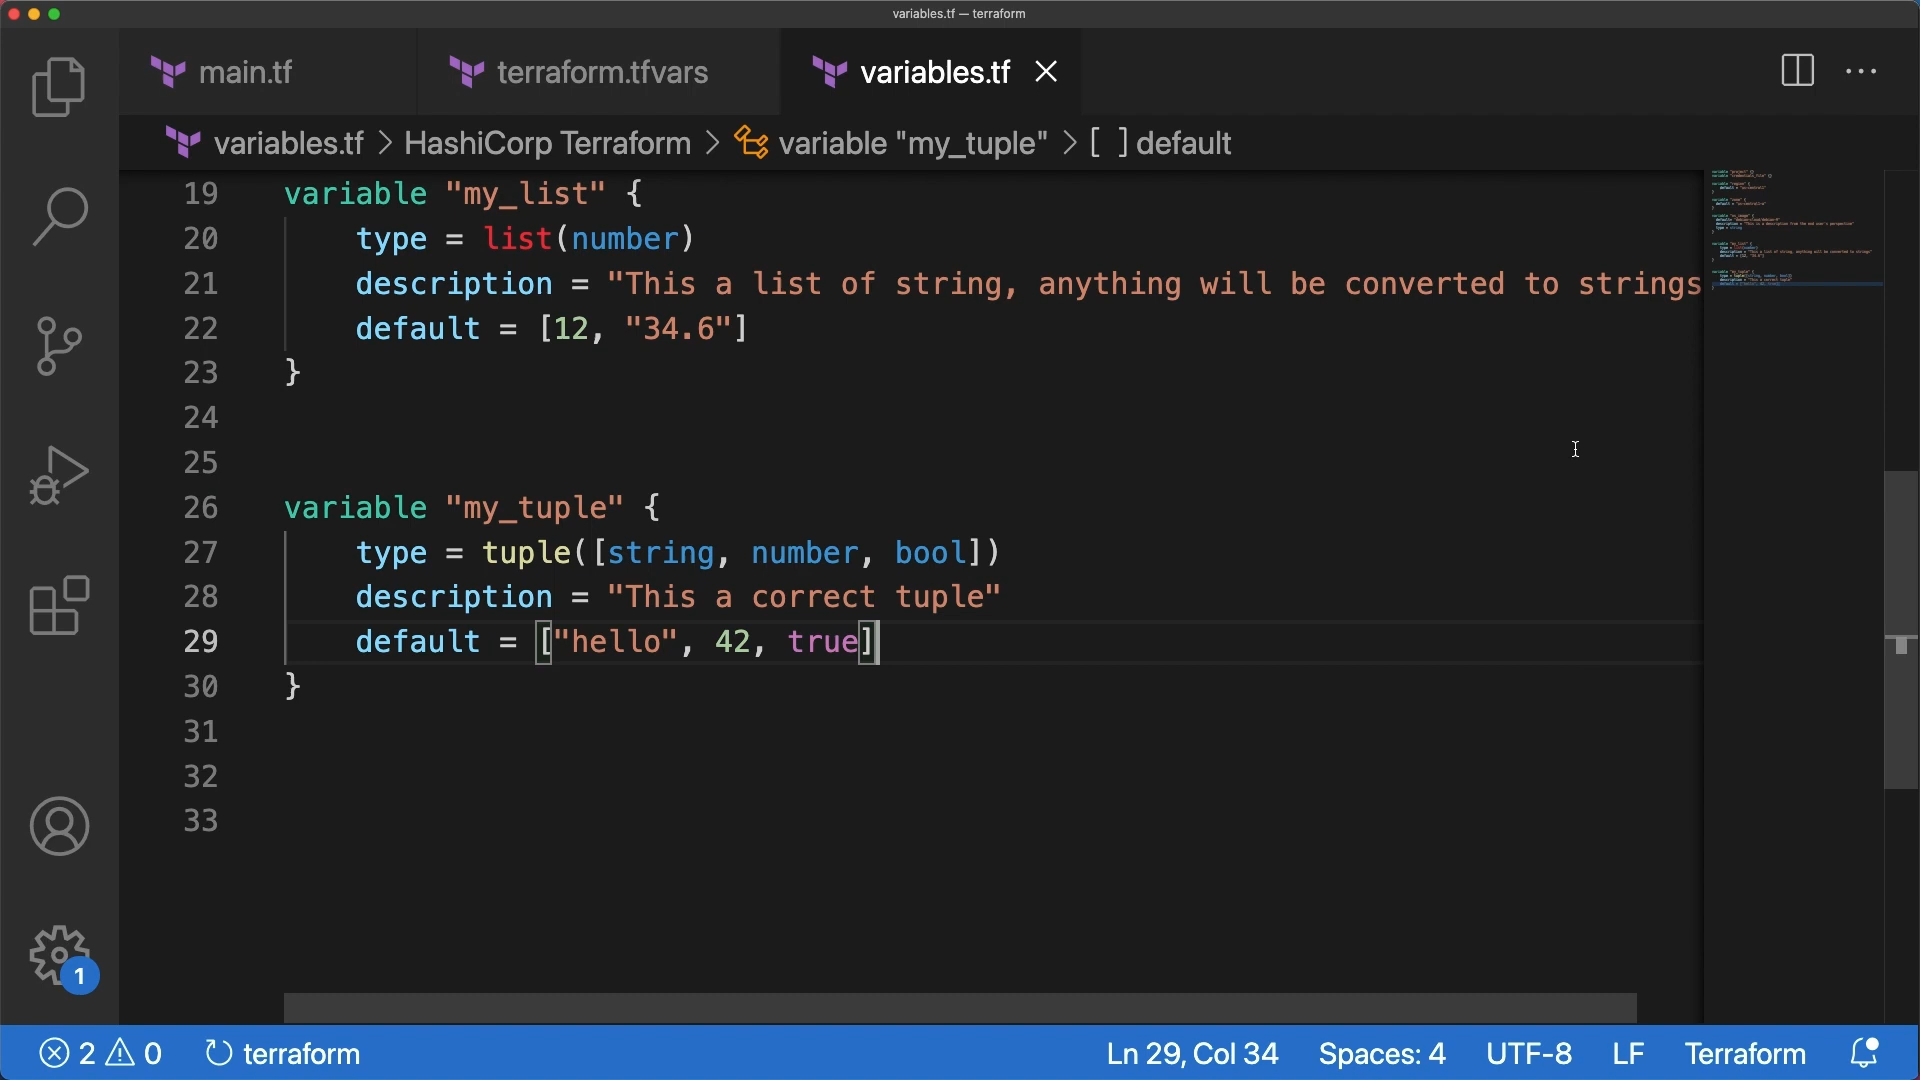 variables.tf — terraform
main.tf
terraform.tfvars
variables.tf
variables.tf > HashiCorp Terraform > variable "my_tuple" > [ ] default
19 variable "my_list" {
20 type = list(number)
21 description = "This a list of string, anything will be converted to strings
22 default = [12, "34.6"]
23 }
24
25
26 variable "my_tuple" {
27 type = tuple([string, number, bool])
28 description = "This a correct tuple"
29 default = ["hello", 42, true]
30 }
31
32
33
1
2 0 terraform Ln 29, Col 34 Spaces: 4 UTF-8 LF Terraform